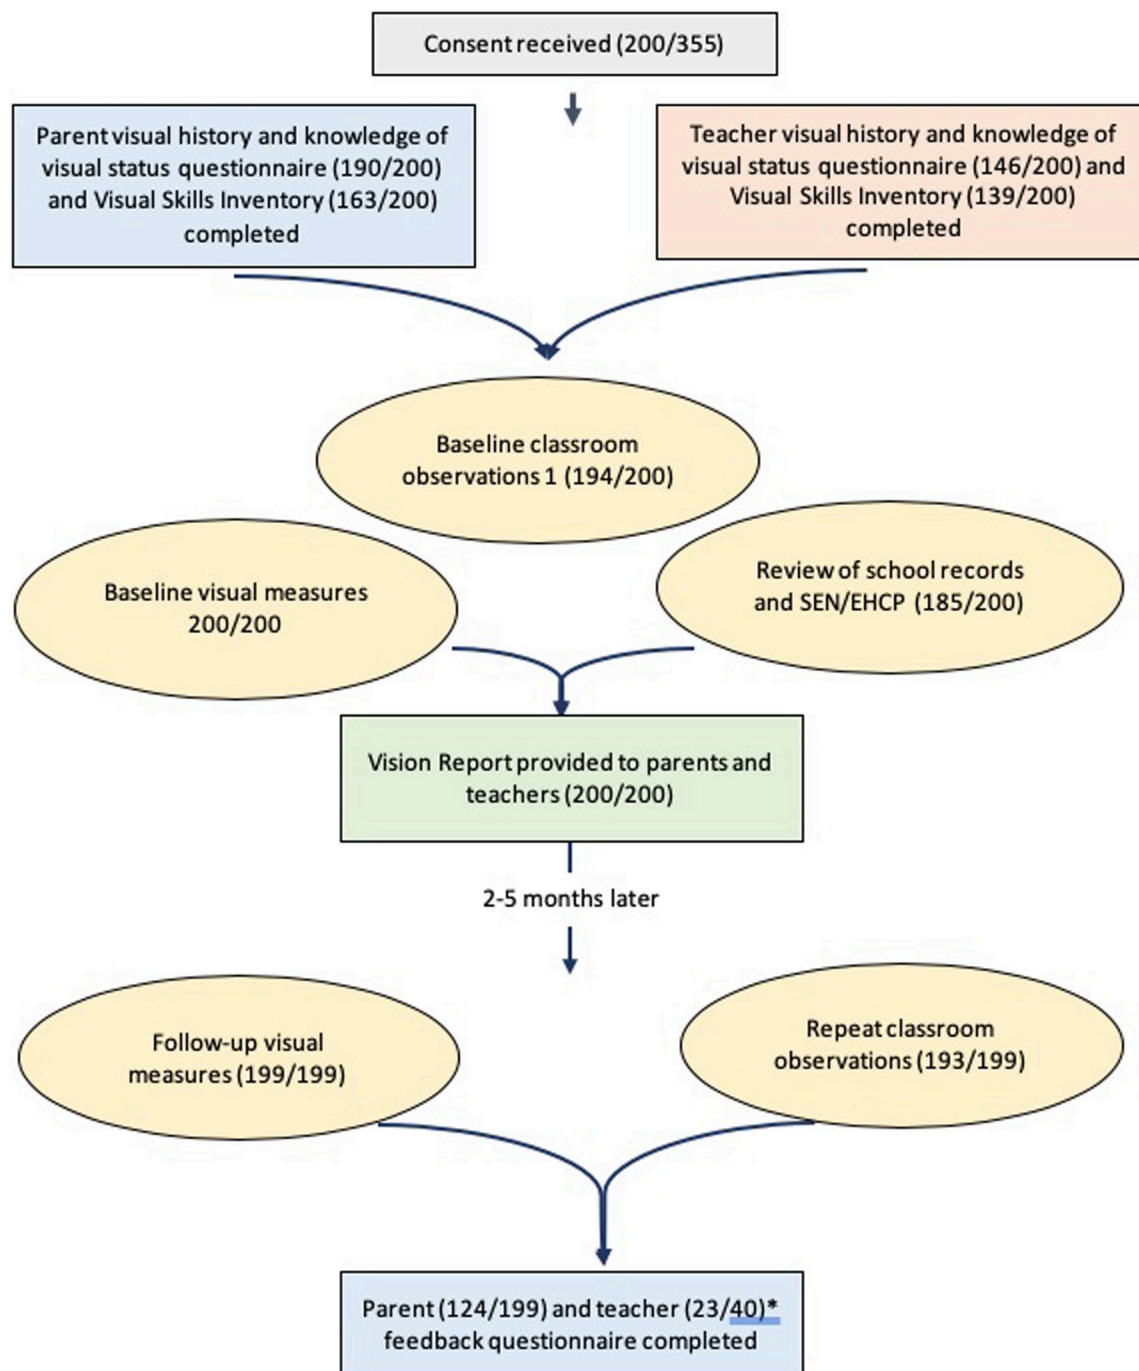 Consent received (200/355)
Parent visual history and knowledge of
visual status questionnaire (190/200)
and Visual Skills Inventory (163/200)
completed
Teacher visual history and knowledge of
visual status questionnaire (146/200) and
Visual Skills Inventory (139/200)
completed
Baseline classroom
observations 1 (194/200)
Baseline visual measures
200/200
Review of school records
and SEN/EHCP (185/200)
Vision Report provided to parents and
teachers (200/200)
2-5 months later
Follow-up visual
measures (199/199)
Repeat classroom
observations (193/199)
Parent (124/199) and teacher (23/40)*
feedback questionnaire completed